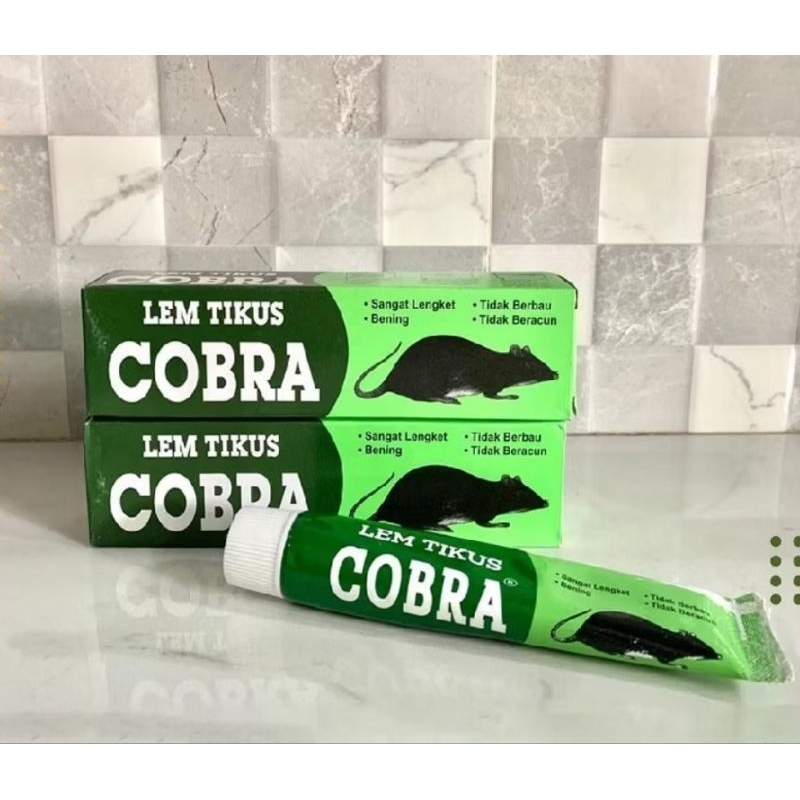 LEM TIKUS
COBRA
• Sangat Lengket
• Bening
• Tidak Berbau
• Tidak Beracun
LEM TIKUS
COBRA
• Sangat Lengket
• Bening
• Tidak Berbau
• Tidak Beracun
LEM TIKUS
COBRA®
• Sangat Lengket
• Bening
• Tidak Berbau
• Tidak Beracun